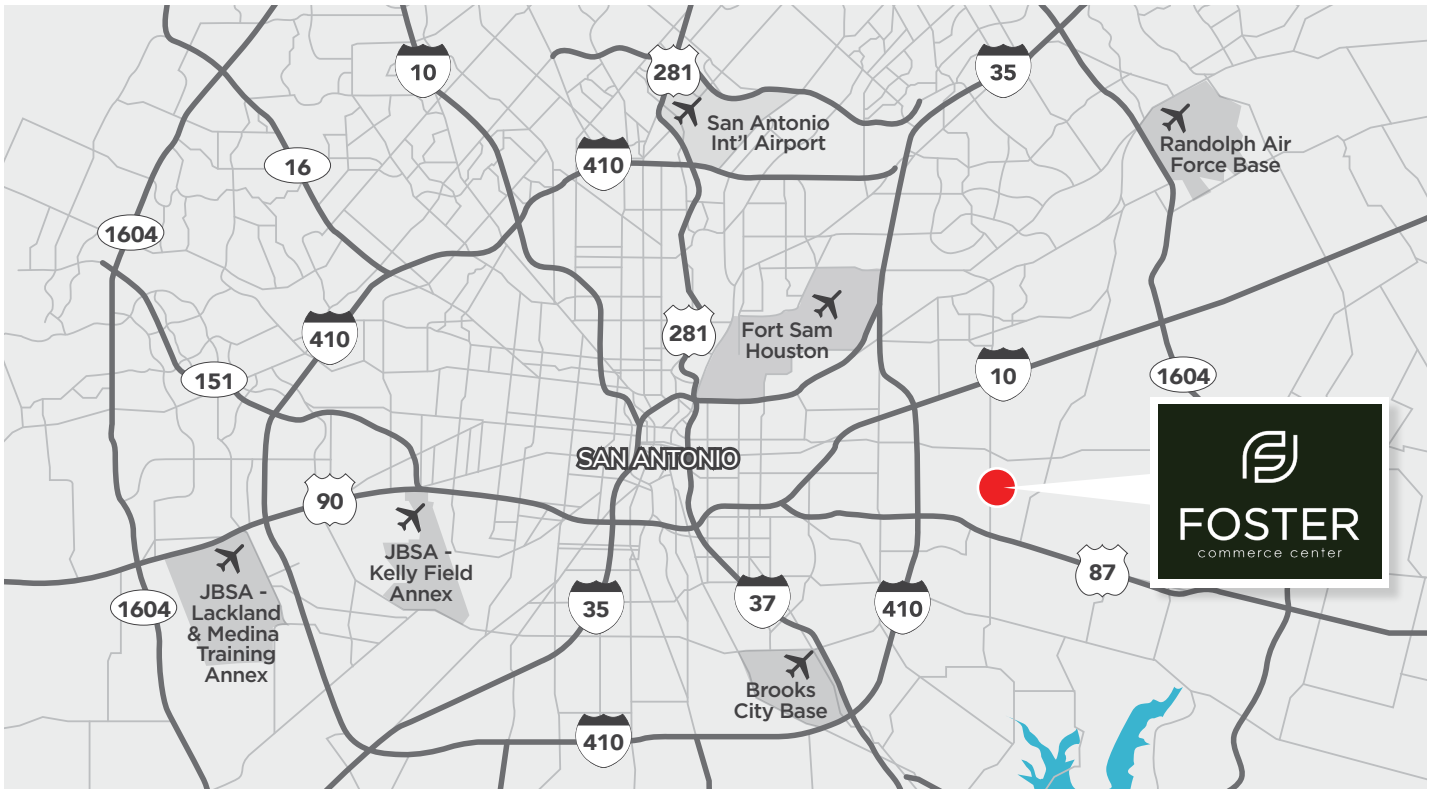 10
281
35
San Antonio
Int'l Airport
Randolph Air
Force Base
410
16
1604
410
281
Fort Sam
Houston
151
10
1604
SAN ANTONIO
90
FOSTER
commerce center
JBSA -
Kelly Field
Annex
87
JBSA -
Lackland
& Medina
Training
Annex
1604
35
37
410
Brooks
City Base
410